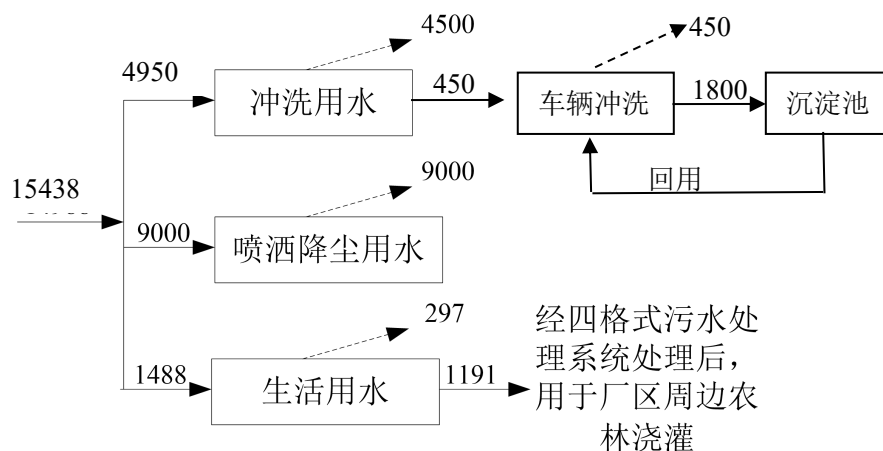 4500
450
4950
冲洗用水
450
车辆冲洗
1800
沉淀池
回用
15438
9000
9000
喷洒降尘用水
297
1488
生活用水
1191
经四格式污水处
理系统处理后，
用于厂区周边农
林浇灌